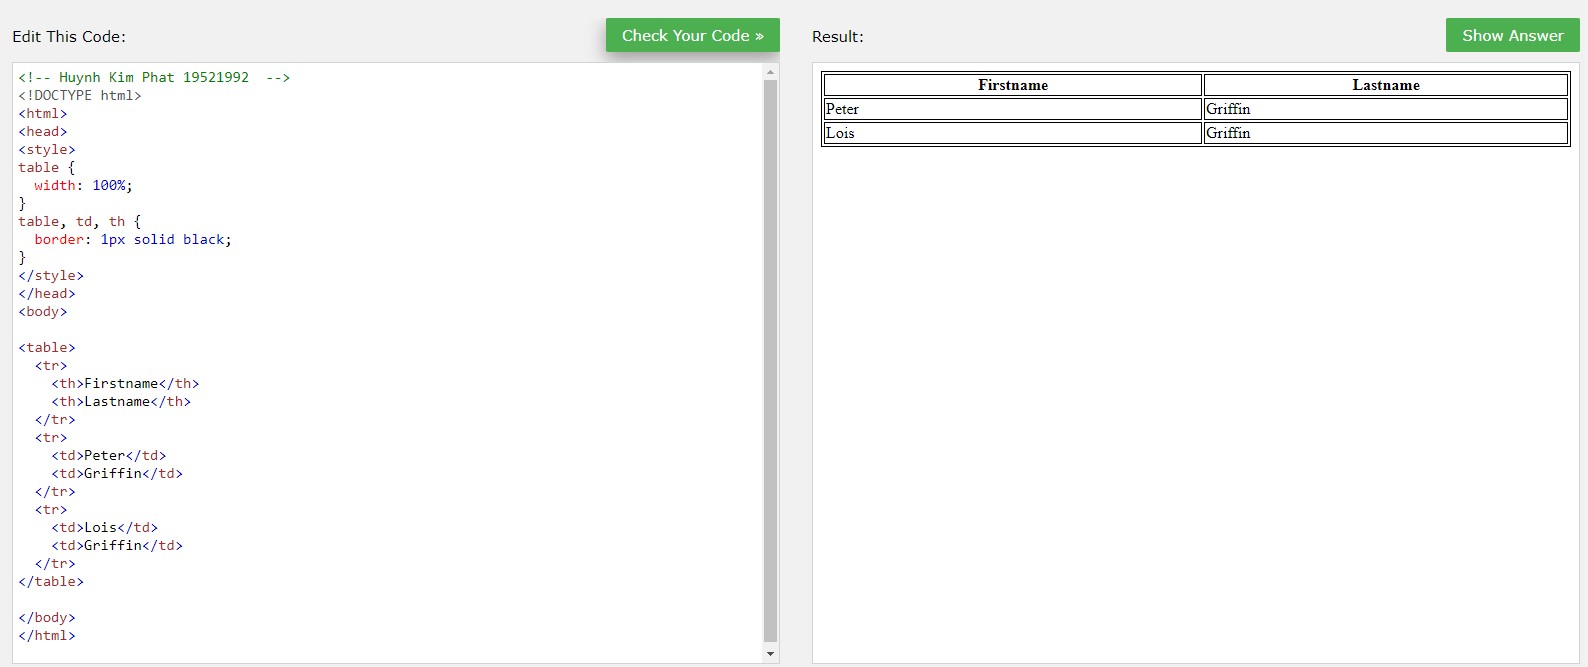 Edit This Code:
Check Your Code »
<!-- Huynh Kim Phat 19521992  -->
<!DOCTYPE html>
<html>
<head>
<style>
table {
  width: 100%;
}
table, td, th {
  border: 1px solid black;
}
</style>
</head>
<body>

<table>
  <tr>
    <th>Firstname</th>
    <th>Lastname</th>
  </tr>
  <tr>
    <td>Peter</td>
    <td>Griffin</td>
  </tr>
  <tr>
    <td>Lois</td>
    <td>Griffin</td>
  </tr>
</table>

</body>
</html>
Result:
Show Answer
Firstname Lastname
Peter Griffin
Lois Griffin